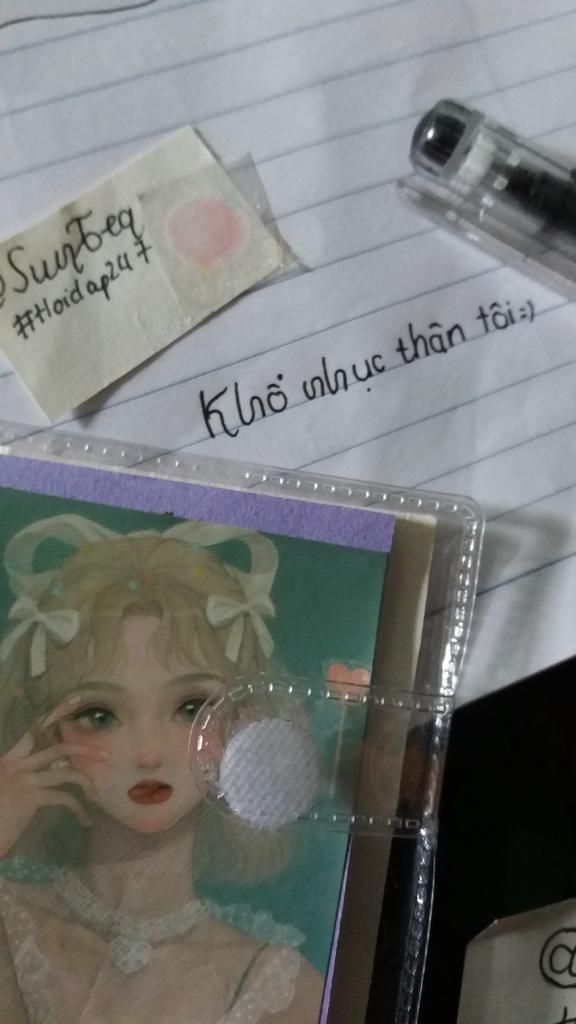 @SunTeq
#Hoidap247
Khổ nhục thân tôi=)
@